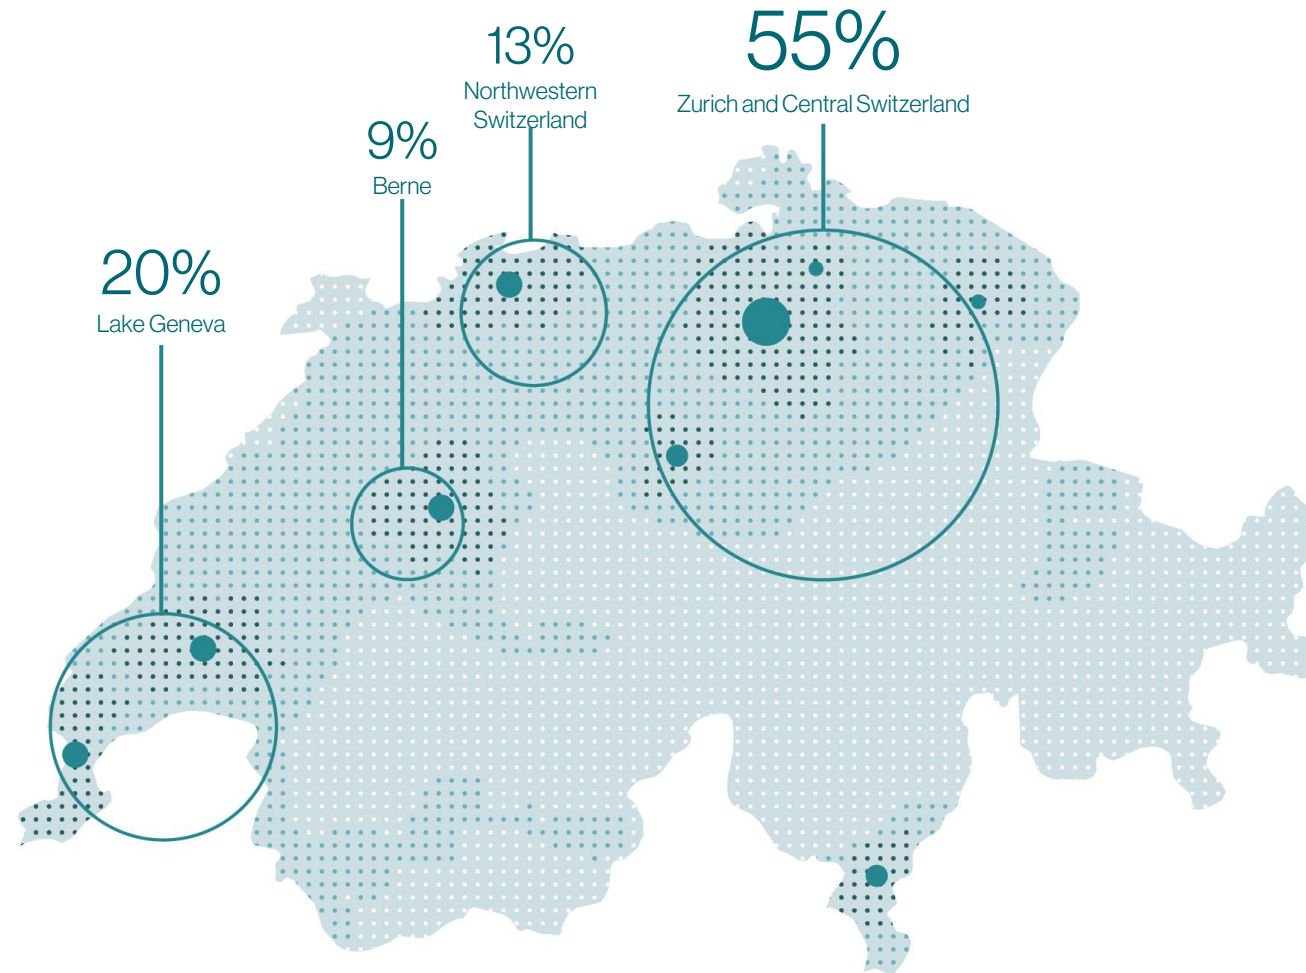 55%
Zurich and Central Switzerland
13%
Northwestern
Switzerland
9%
Berne
20%
Lake Geneva